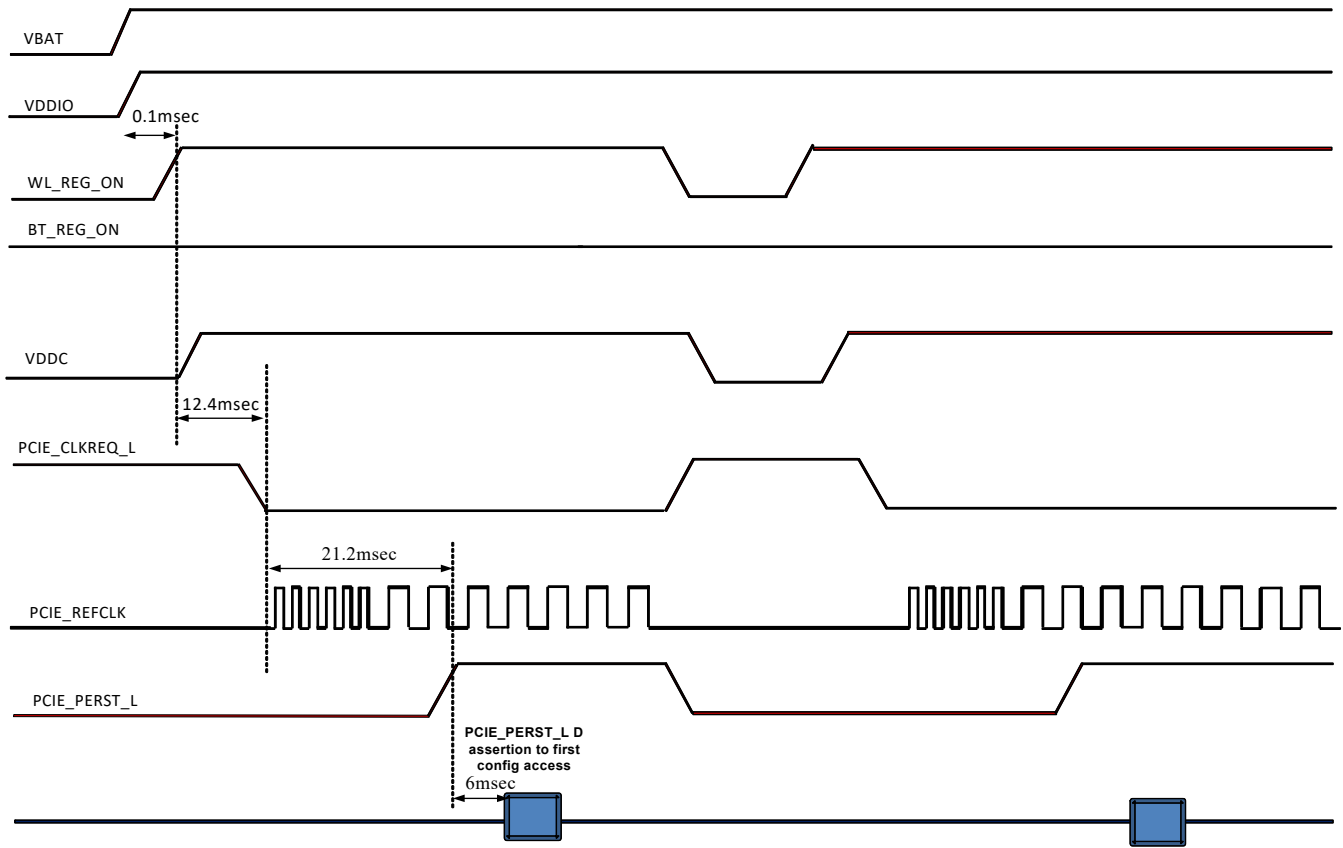 VBAT
VDDIO
0.1msec
WL_REG_ON
BT_REG_ON
VDDC
12.4msec
PCIE_CLKREQ_L
21.2msec
PCIE_REFCLK
PCIE_PERST_L
PCIE_PERST_L D
assertion to first
config access
6msec